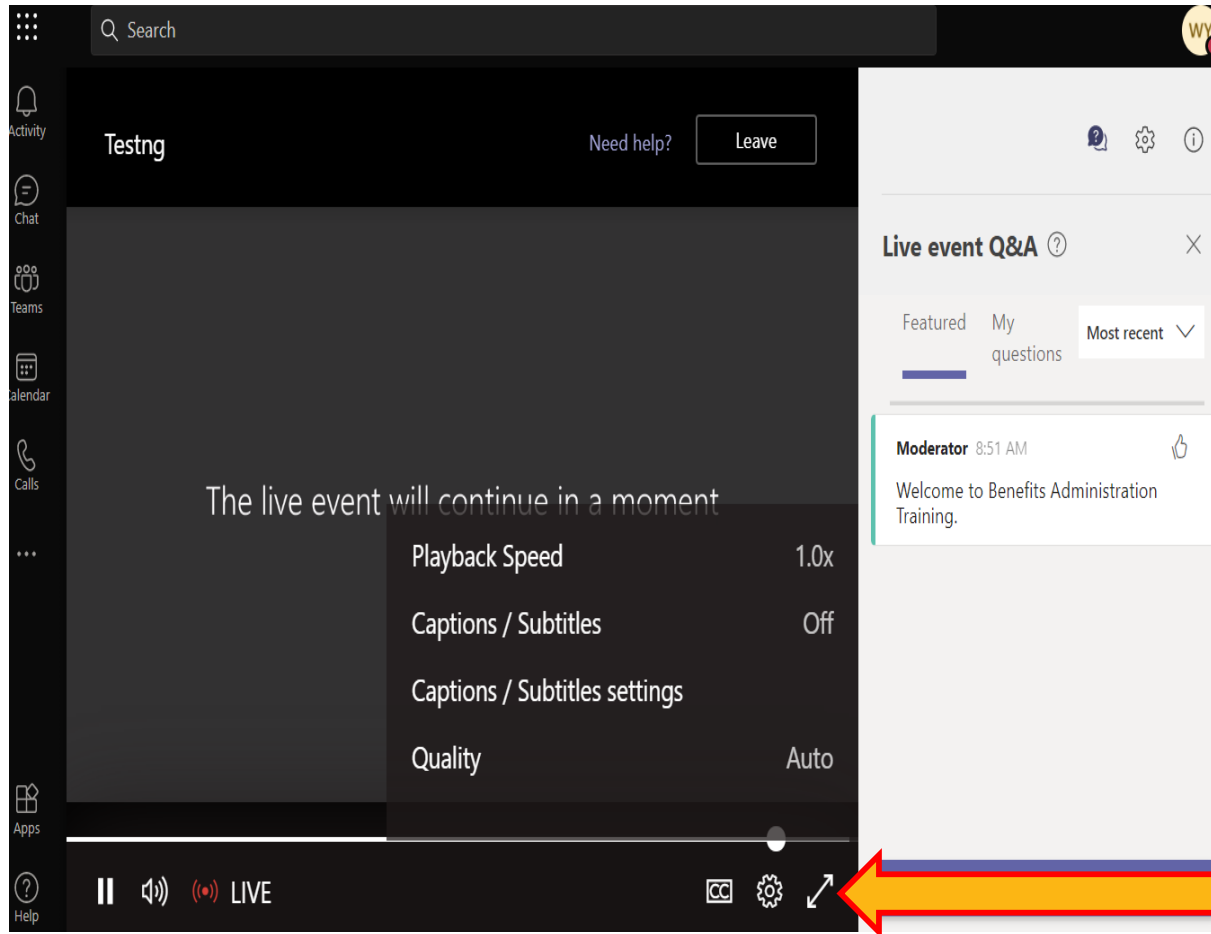 Search
WY
Activity
Chat
Teams
Calendar
Calls
Apps
Help
Testng
Need help?
Leave
The live event will continue in a moment
Playback Speed 1.0x
Captions / Subtitles Off
Captions / Subtitles settings
Quality Auto
LIVE
CC
Live event Q&A
Featured
My
questions
Most recent
Moderator 8:51 AM
Welcome to Benefits Administration
Training.